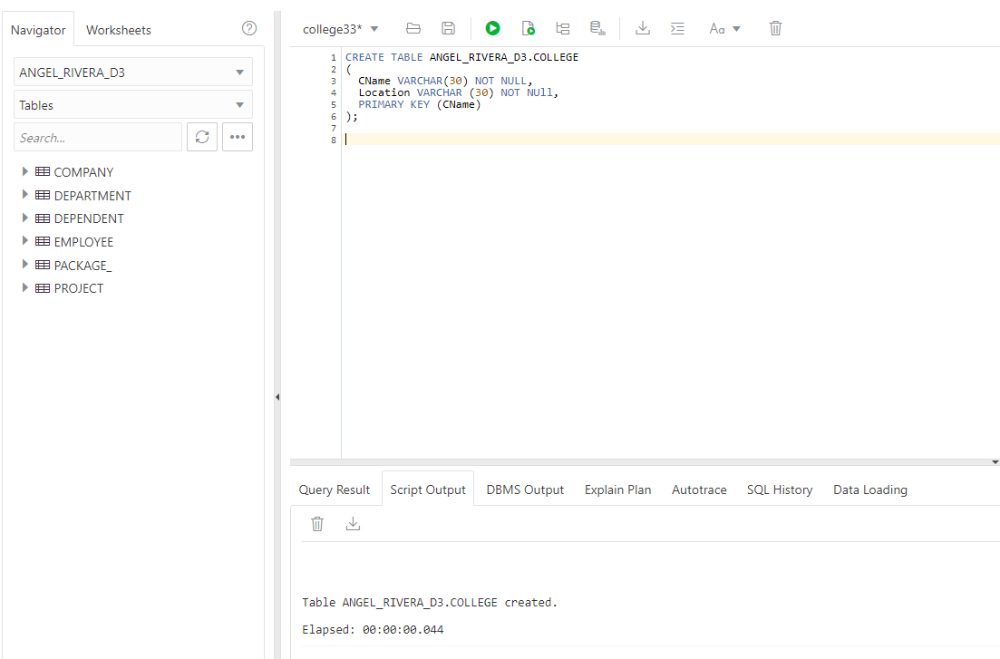 Navigator
Worksheets
ANGEL_RIVERA_D3
Tables
Search...
COMPANY
DEPARTMENT
DEPENDENT
EMPLOYEE
PACKAGE_
PROJECT
college33*
Aa
1 CREATE TABLE ANGEL_RIVERA_D3.COLLEGE
2 (
3 CName VARCHAR(30) NOT NULL,
4 Location VARCHAR (30) NOT NUll,
5 PRIMARY KEY (CName)
6 );
7
8
Query Result Script Output DBMS Output Explain Plan Autotrace SQL History Data Loading
Table ANGEL_RIVERA_D3.COLLEGE created.
Elapsed: 00:00:00.044